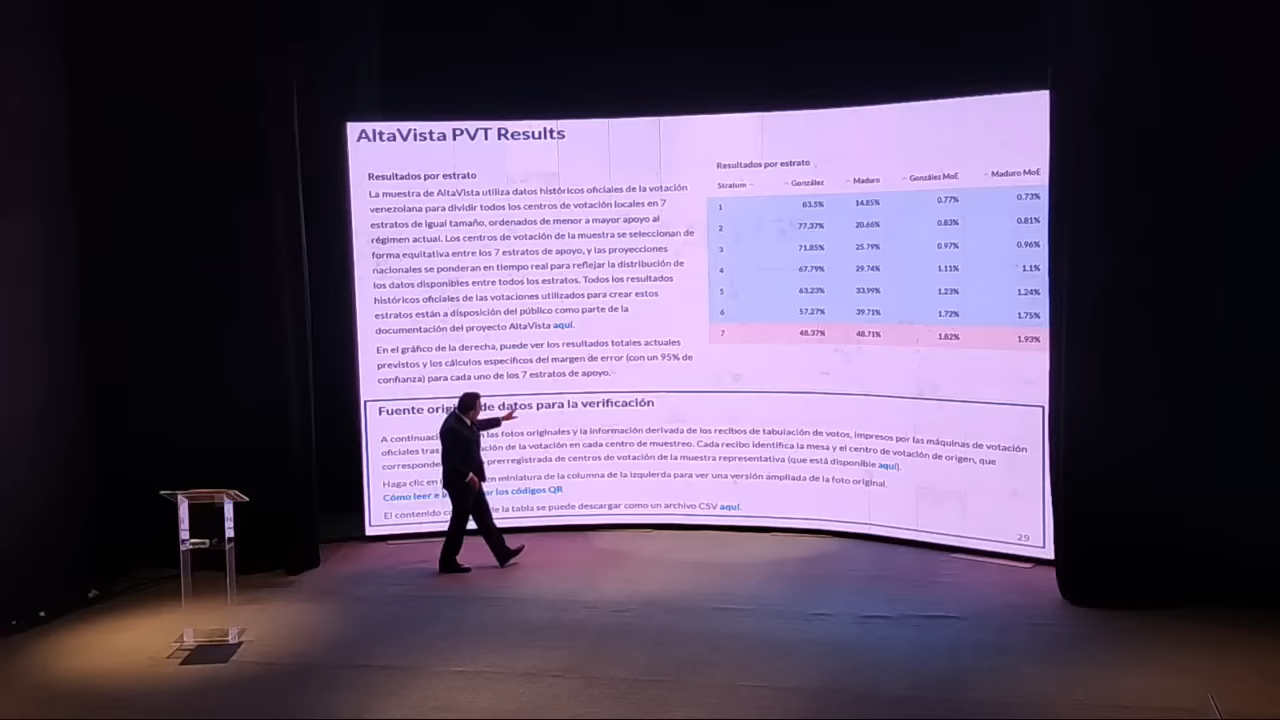 AltaVista PVT Results
Resultados por estrato
La muestra de AltaVista utiliza datos históricos oficiales de la votación
venezolana para dividir todos los centros de votación locales en 7
estratos de igual tamaño, ordenados de menor a mayor apoyo al
régimen actual. Los centros de votación de la muestra se seleccionan de
forma equitativa entre los 7 estratos de apoyo, y las proyecciones
nacionales se ponderan en tiempo real para reflejar la distribución de
los datos disponibles entre todos los estratos. Todos los resultados
históricos oficiales de las votaciones utilizados para crear estos
estratos están a disposición del público como parte de la
documentación del proyecto AltaVista aquí.
En el gráfico de la derecha, puede ver los resultados totales actuales
previstos y los cálculos específicos del margen de error (con un 95% de
confianza) para cada uno de los 7 estratos de apoyo.
Resultados por estrato
Stratum González Maduro González MoE Maduro MoE
1 83.5% 14.85% 0.77% 0.73%
2 77.37% 20.66% 0.83% 0.81%
3 71.85% 25.79% 0.97% 0.96%
4 67.79% 29.74% 1.11% 1.1%
5 63.23% 33.99% 1.23% 1.24%
6 57.27% 39.71% 1.72% 1.75%
7 48.37% 48.71% 1.82% 1.93%
Fuente orig de datos para la verificación
A continuaci las fotos originales y la información derivada de los recibos de tabulación de votos, impresos por las máquinas de votación
oficiales tras ación de la votación en cada centro de muestreo. Cada recibo identifica la mesa y el centro de votación de origen, que
corresponde prerregistrada de centros de votación de la muestra representativa (que está disponible aquí).
Haga clic en en miniatura de la columna de la izquierda para ver una versión ampliada de la foto original.
Cómo leer e ar los códigos QR
El contenido de la tabla se puede descargar como un archivo CSV aquí.
29